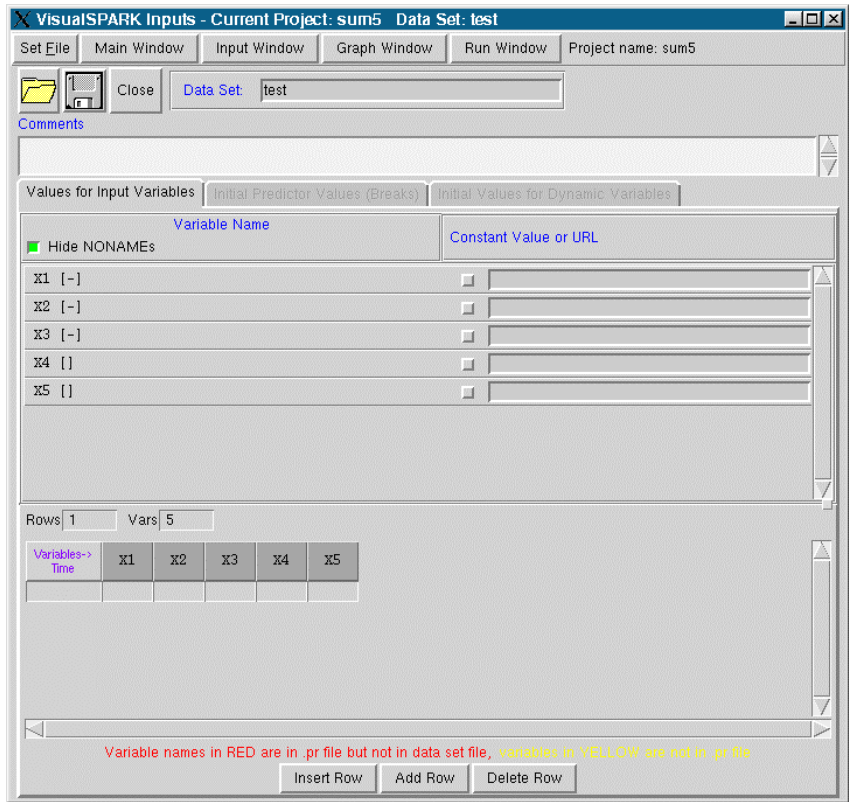 VisualSPARK Inputs - Current Project: sum5 Data Set: test
Set File Main Window Input Window Graph Window Run Window Project name: sum5
Close Data Set: test
Comments
Values for Input Variables Initial Predictor Values (Breaks) Initial Values for Dynamic Variables
Variable Name
Constant Value or URL
Hide NONAMEs
X1 [-]
X2 [-]
X3 [-]
X4 []
X5 []
Rows 1 Vars 5
Variables->
Time X1 X2 X3 X4 X5
Variable names in RED are in .pr file but not in data set file, variables in YELLOW are not in .pr file
Insert Row Add Row Delete Row